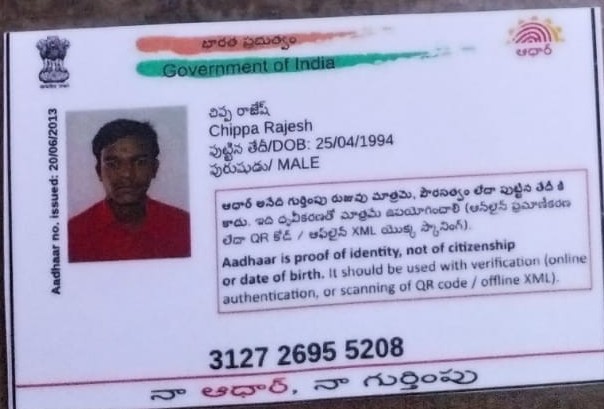 భారత ప్రభుత్వం
Government of India
ఆధార్
Aadhaar no. issued: 20/06/2013
చిప్ప రాజేష్
Chippa Rajesh
పుట్టిన తేదీ/DOB: 25/04/1994
పురుషుడు/ MALE
ఆధార్ అనేది గుర్తింపు రుజువు మాత్రమే, పౌరసత్వం లేదా పుట్టిన తేదీ కి
కాదు. ఇది ధృవీకరణతో మాత్రమే ఉపయోగించాలి (ఆన్‌లైన్ ప్రమాణీకరణ
లేదా QR కోడ్ / ఆఫ్‌లైన్ XML యొక్క స్కానింగ్).
Aadhaar is proof of identity, not of citizenship
or date of birth. It should be used with verification (online
authentication, or scanning of QR code / offline XML).
3127 2695 5208
నా ఆధార్, నా గుర్తింపు